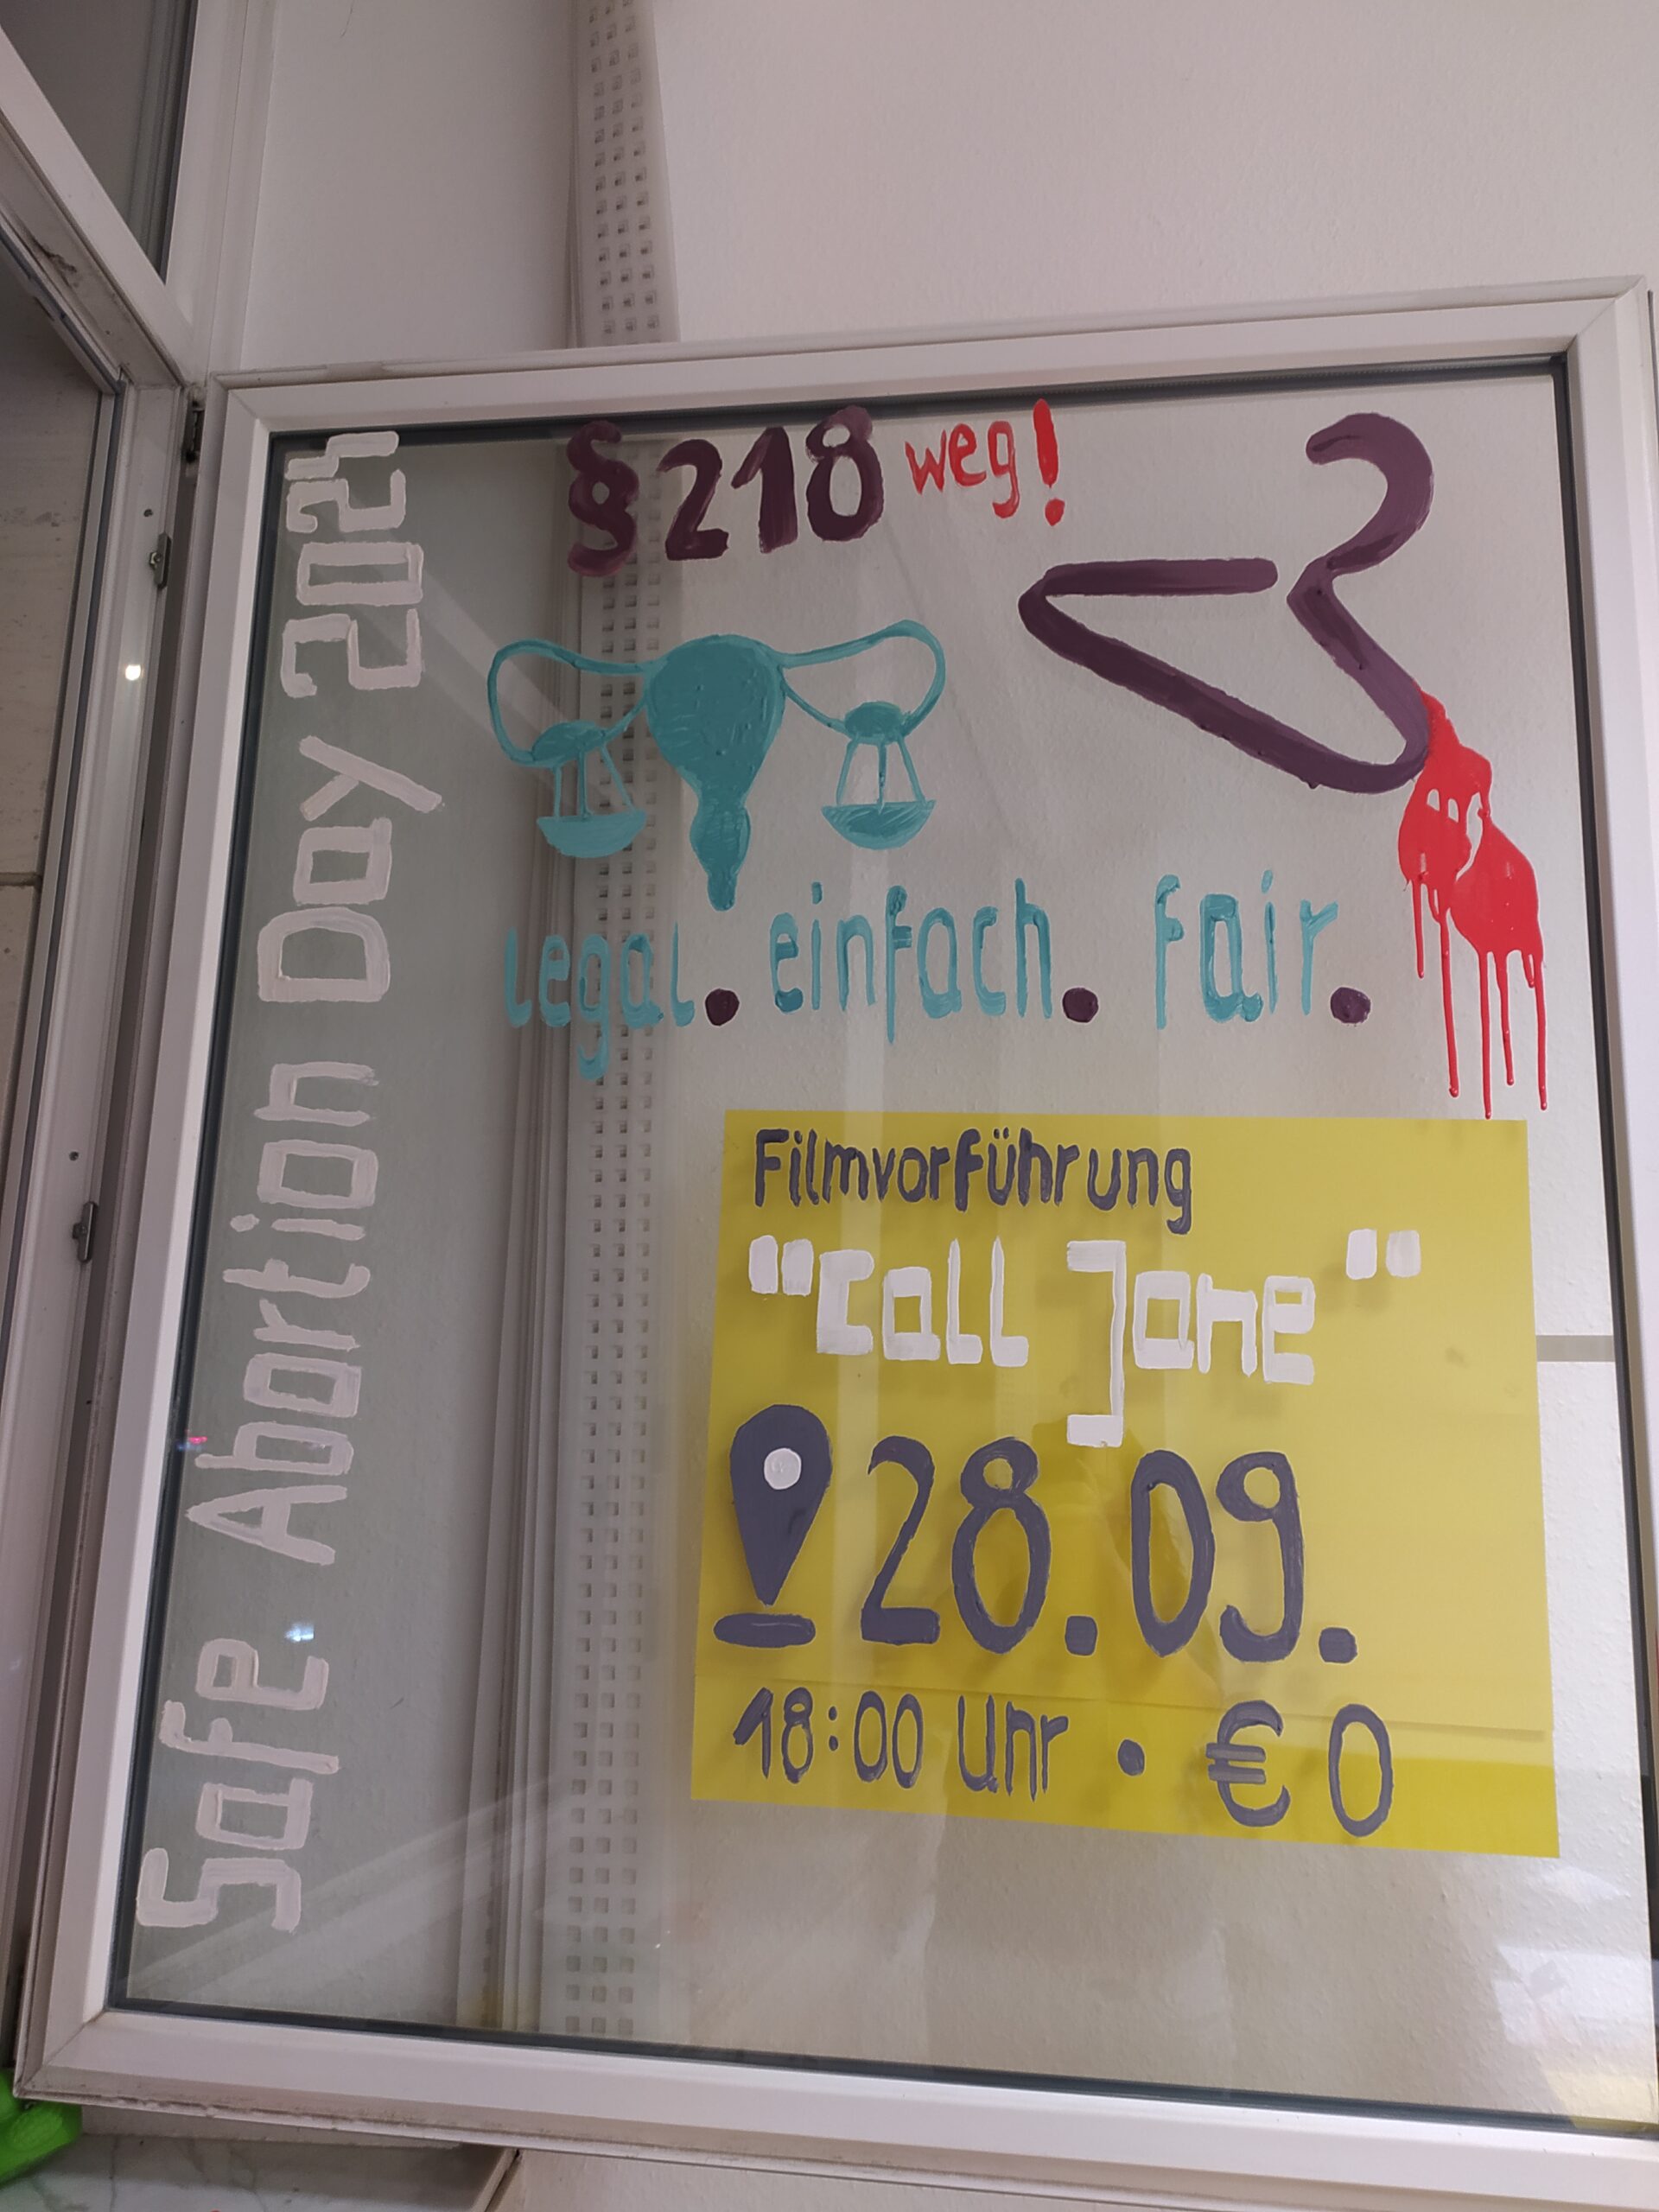 Safe Abortion Day 2024
§218 weg!
legal. einfach. fair.
Filmvorführung
"Call Jane"
28.09.
18:00 Uhr • €0